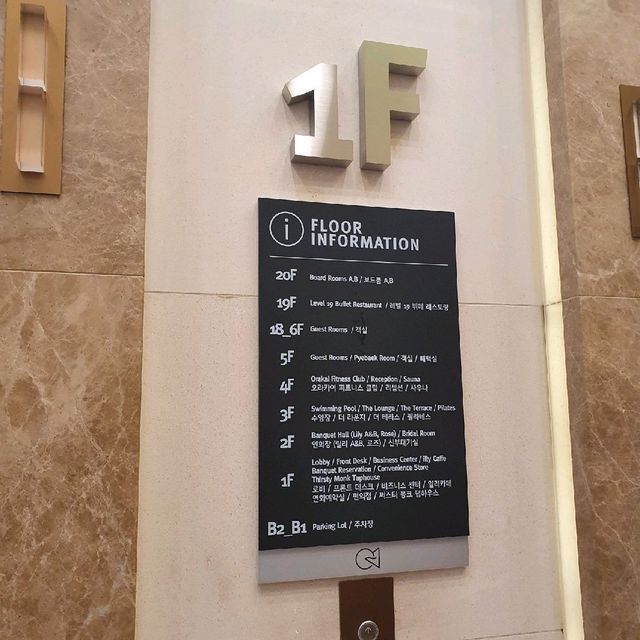 1F
i FLOOR
INFORMATION
20F Board Rooms A,B / 보드룸 A,B
19F Level 19 Buffet Restaurant / 레벨 19 뷔페 레스토랑
18_6F Guest Rooms / 객실
5F Guest Rooms / Pyebaek Room / 객실 / 폐백실
4F Orakai Fitness Club / Reception / Sauna
오라카이 피트니스 클럽 / 리셉션 / 사우나
3F Swimming Pool / The Lounge / The Terrace / Pilates
수영장 / 더 라운지 / 더 테라스 / 필라테스
2F Banquet Hall (Lily A&B, Rose) / Bridal Room
연회장 (릴리 A&B, 로즈) / 신부대기실
1F Lobby / Front Desk / Business Center / illy Caffe
Banquet Reservation / Convenience Store
Thirsty Monk Taphouse
로비 / 프론트 데스크 / 비즈니스 센터 / 일리카페
연회예약실 / 편의점 / 써스티 몽크 탭하우스
B2_B1 Parking Lot / 주차장